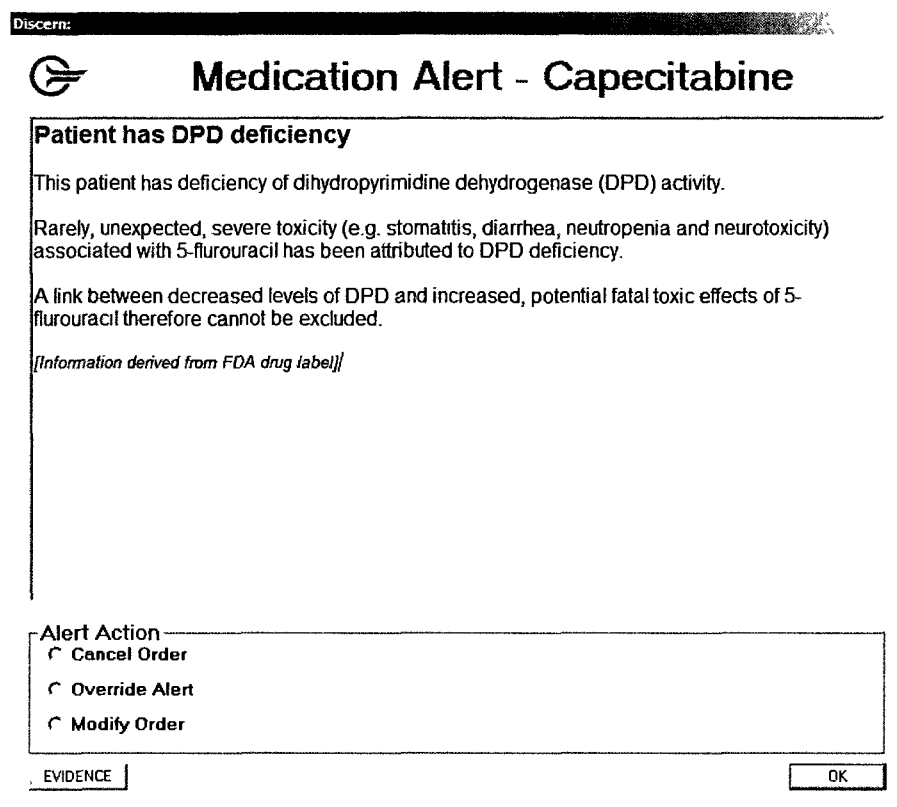 Discern:
Medication Alert - Capecitabine
Patient has DPD deficiency
This patient has deficiency of dihydropyrimidine dehydrogenase (DPD) activity.
Rarely, unexpected, severe toxicity (e.g. stomatitis, diarrhea, neutropenia and neurotoxicity)
associated with 5-flurouracil has been attributed to DPD deficiency.
A link between decreased levels of DPD and increased, potential fatal toxic effects of 5-
flurouracil therefore cannot be excluded.
[Information derived from FDA drug label]
Alert Action
Cancel Order
Override Alert
Modify Order
EVIDENCE
OK